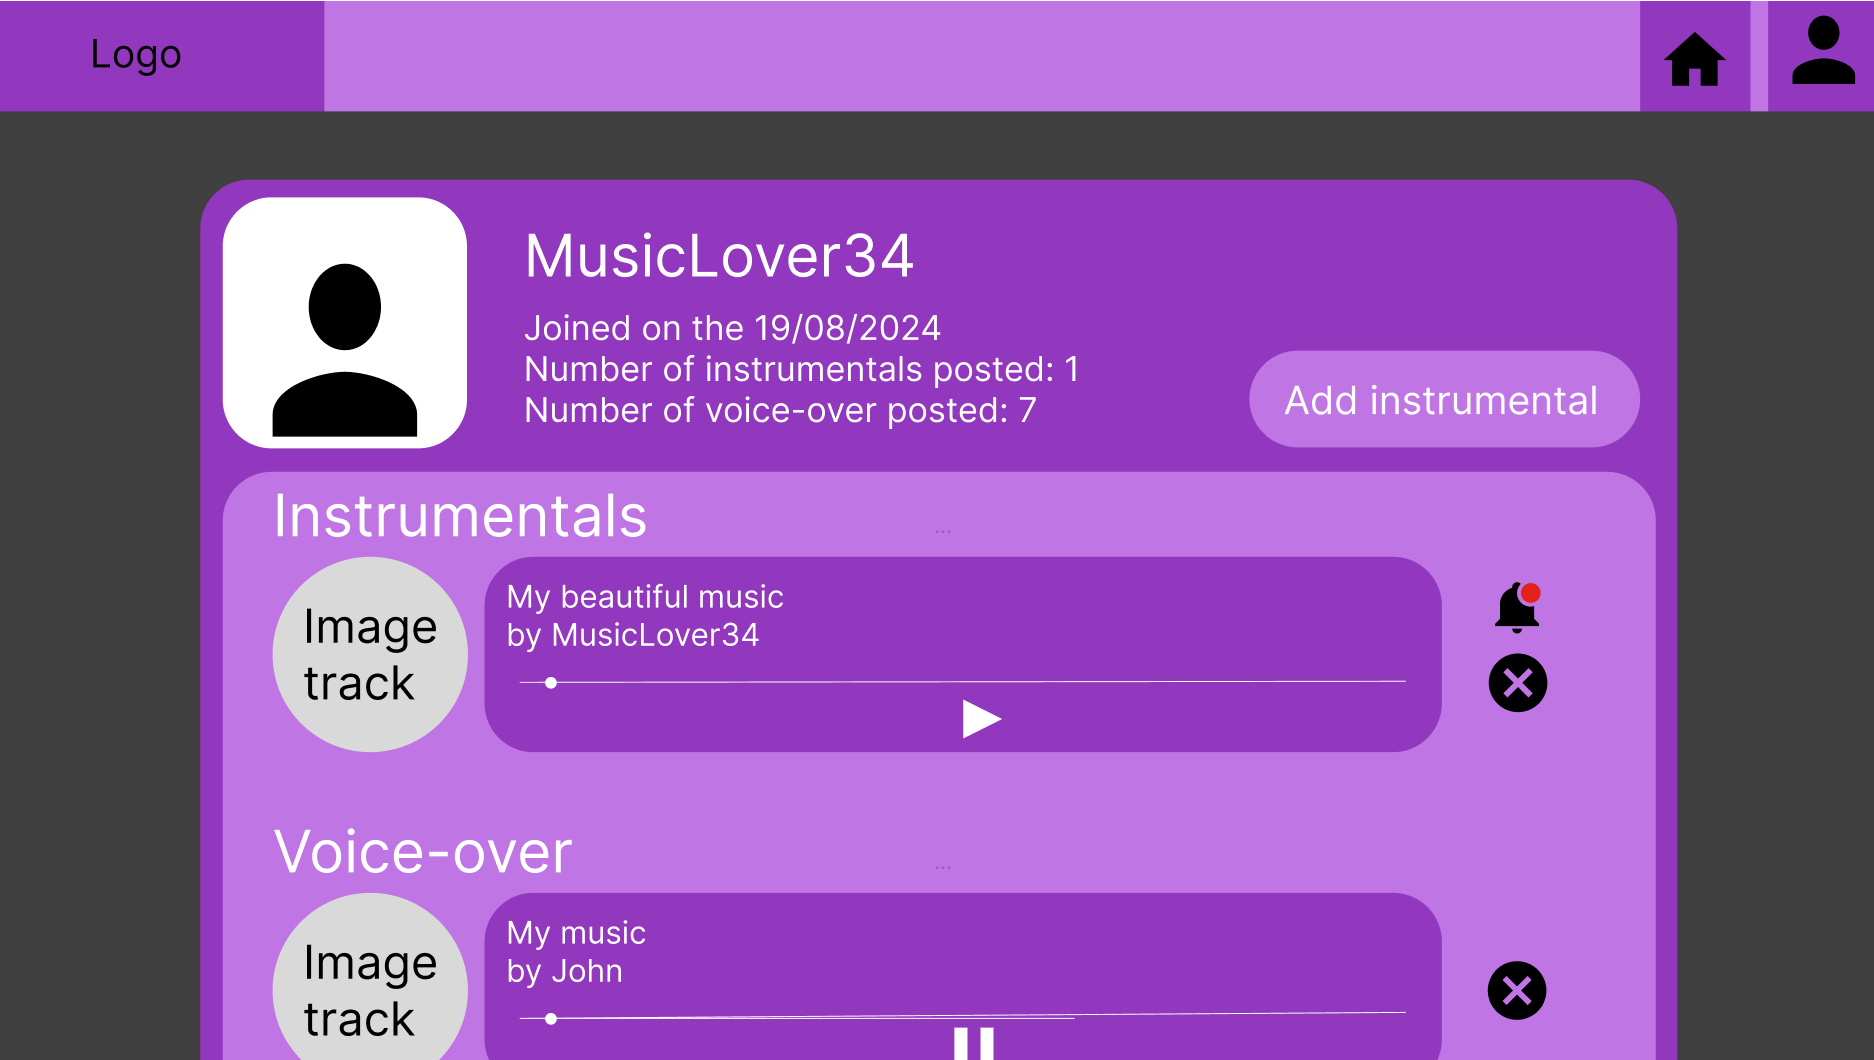 Logo
MusicLover34
Joined on the 19/08/2024
Number of instrumentals posted: 1
Number of voice-over posted: 7
Add instrumental
Instrumentals
...
Image
track
My beautiful music
by MusicLover34
Voice-over
...
Image
track
My music
by John